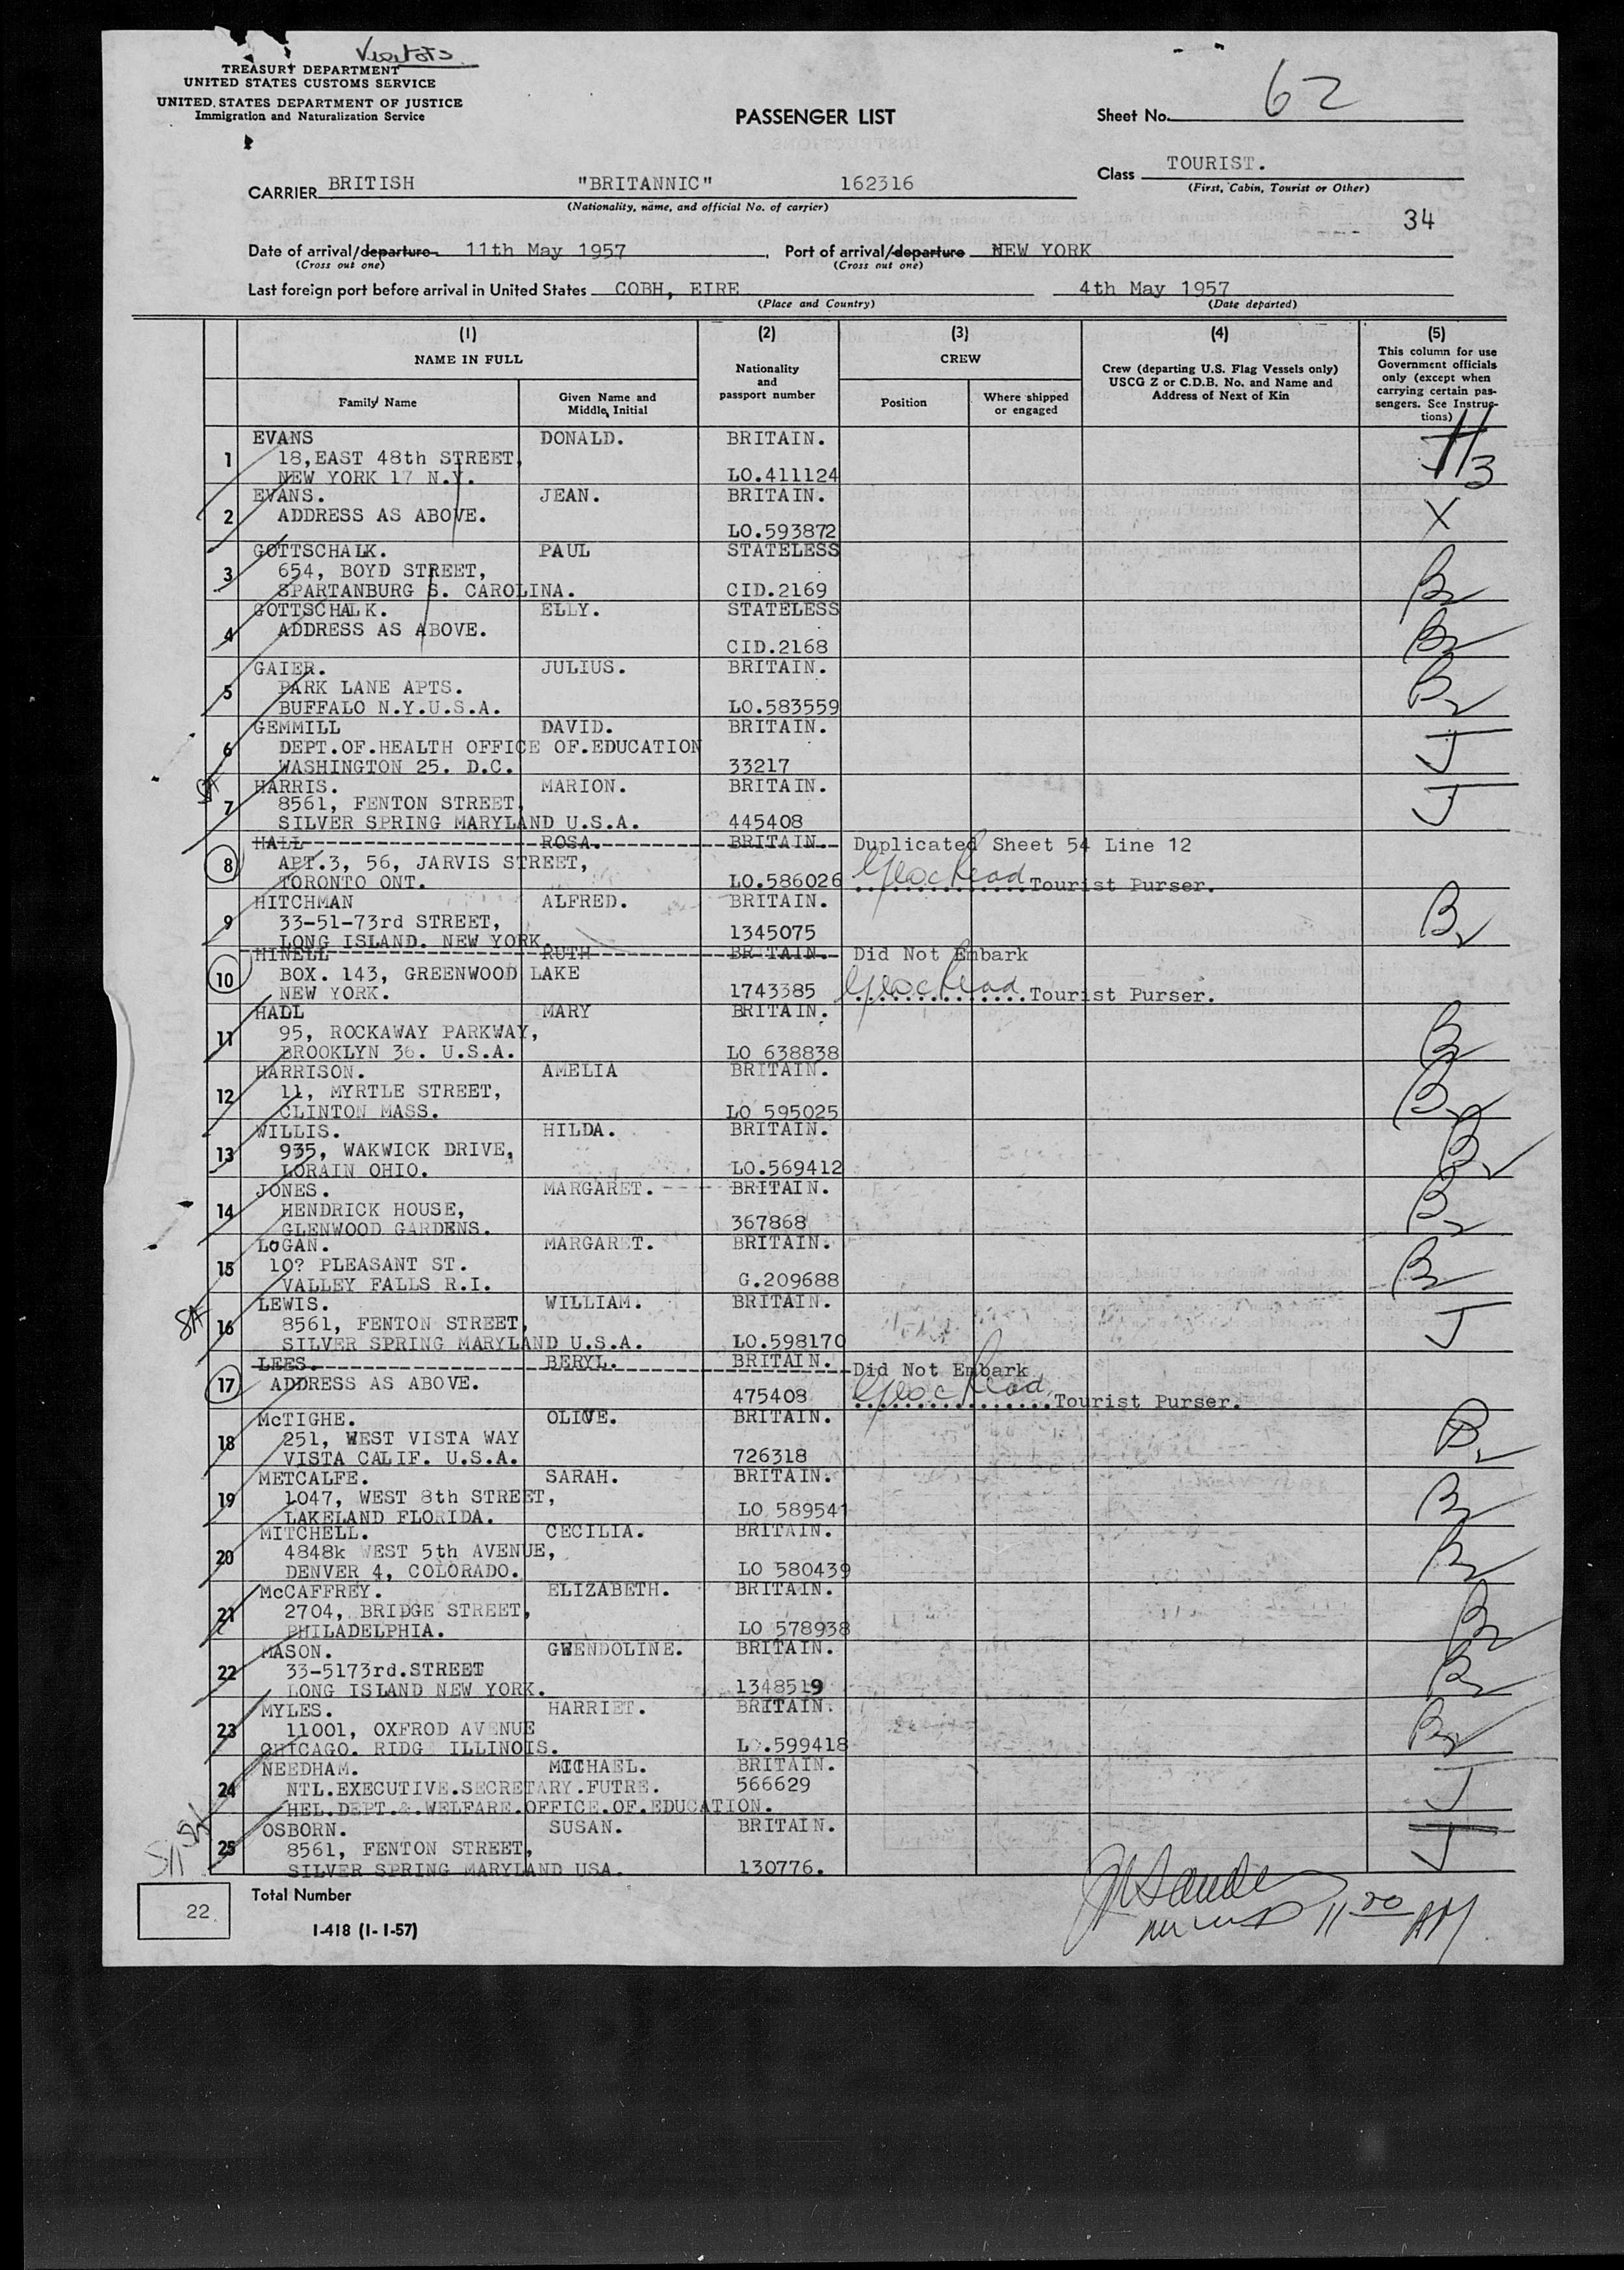 Visitors
TREASURY DEPARTMENT
UNITED STATES CUSTOMS SERVICE
UNITED STATES DEPARTMENT OF JUSTICE
Immigration and Naturalization Service
PASSENGER LIST
Sheet No. 62
Class TOURIST.
(First, Cabin, Tourist or Other)
CARRIER BRITISH "BRITANNIC" 162316
(Nationality, name, and official No. of carrier)
34
Date of arrival/departure 11th May 1957. Port of arrival/departure NEW YORK
(Cross out one) (Cross out one)
Last foreign port before arrival in United States COBH, EIRE 4th May 1957
(Place and Country) (Date departed)
(1) (2) (3) (4) (5)
NAME IN FULL
Nationality and passport number
CREW
Crew (departing U.S. Flag Vessels only) USCG Z or C.D.B. No. and Name and Address of Next of Kin
This column for use Government officials only (except when carrying certain passengers. See Instructions)
Family Name Given Name and Middle Initial Position Where shipped or engaged
1 EVANS DONALD. BRITAIN.
18,EAST 48th STREET,
NEW YORK 17 N.Y. LO.411124
2 EVANS. JEAN. BRITAIN. X
ADDRESS AS ABOVE.
LO.593872
3 GOTTSCHALK. PAUL STATELESS
654, BOYD STREET,
SPARTANBURG S. CAROLINA. CID.2169
4 GOTTSCHALK. ELLY. STATELESS
ADDRESS AS ABOVE.
CID.2168
5 GAIER. JULIUS. BRITAIN.
PARK LANE APTS.
BUFFALO N.Y.U.S.A. LO.583559
6 GEMMILL DAVID. BRITAIN. J
DEPT.OF.HEALTH OFFICE OF.EDUCATION
WASHINGTON 25. D.C. 33217
7 HARRIS. MARION. BRITAIN. J
8561, FENTON STREET,
SILVER SPRING MARYLAND U.S.A. 445408
8 HALL ROSA. BRITAIN. Duplicated Sheet 54 Line 12
APT.3, 56, JARVIS STREET,
TORONTO ONT. LO.586026 Tourist Purser.
9 HITCHMAN ALFRED. BRITAIN.
33-51-73rd STREET,
LONG ISLAND. NEW YORK. 1345075
10 HINELL RUTH BRITAIN. Did Not Embark
BOX. 143, GREENWOOD LAKE
NEW YORK. 1743385 Tourist Purser.
11 HALL MARY BRITAIN.
95, ROCKAWAY PARKWAY,
BROOKLYN 36. U.S.A. LO 638838
12 HARRISON. AMELIA BRITAIN.
11, MYRTLE STREET,
CLINTON MASS. LO 595025
13 WILLIS. HILDA. BRITAIN.
935, WAKWICK DRIVE,
LORAIN OHIO. LO.569412
14 JONES. MARGARET. BRITAIN.
HENDRICK HOUSE,
GLENWOOD GARDENS. 367868
15 LOGAN. MARGARET. BRITAIN.
10? PLEASANT ST.
VALLEY FALLS R.I. G.209688
16 LEWIS. WILLIAM. BRITAIN. J
8561, FENTON STREET,
SILVER SPRING MARYLAND U.S.A. LO.598170
17 LEES. BERYL. BRITAIN. Did Not Embark
ADDRESS AS ABOVE.
475408 Tourist Purser.
18 McTIGHE. OLIVE. BRITAIN.
251, WEST VISTA WAY
VISTA CALIF. U.S.A. 726318
19 METCALFE. SARAH. BRITAIN.
1047, WEST 8th STREET,
LAKELAND FLORIDA. LO 589541
20 MITCHELL. CECILIA. BRITAIN.
4848k WEST 5th AVENUE,
DENVER 4, COLORADO. LO 580439
21 McCAFFREY. ELIZABETH. BRITAIN.
2704, BRIDGE STREET,
PHILADELPHIA. LO 578938
22 MASON. GWENDOLINE. BRITAIN.
33-5173rd.STREET
LONG ISLAND NEW YORK. 1348519
23 MYLES. HARRIET. BRITAIN.
11001, OXFROD AVENUE
CHICAGO. RIDG ILLINOIS. LO.599418
24 NEEDHAM. MICHAEL. BRITAIN. J
NTL.EXECUTIVE.SECRETARY.FUTRE. 566629
HEL.DEPT.&.WELFARE.OFFICE.OF.EDUCATION.
25 OSBORN. SUSAN. BRITAIN. J
8561, FENTON STREET,
SILVER SPRING MARYLAND USA. 130776.
22 Total Number
I-418 (1-1-57)
11 20 AM